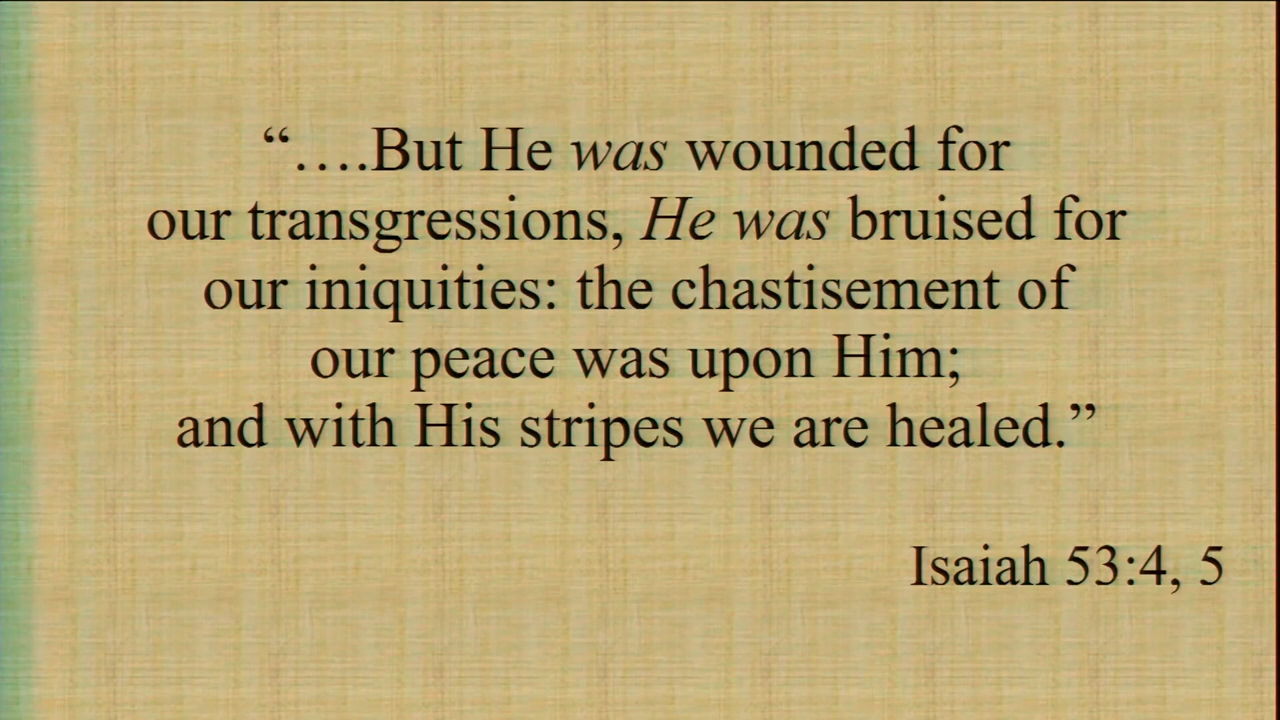 “….But He was wounded for
our transgressions, He was bruised for
our iniquities: the chastisement of
our peace was upon Him;
and with His stripes we are healed.”
Isaiah 53:4, 5